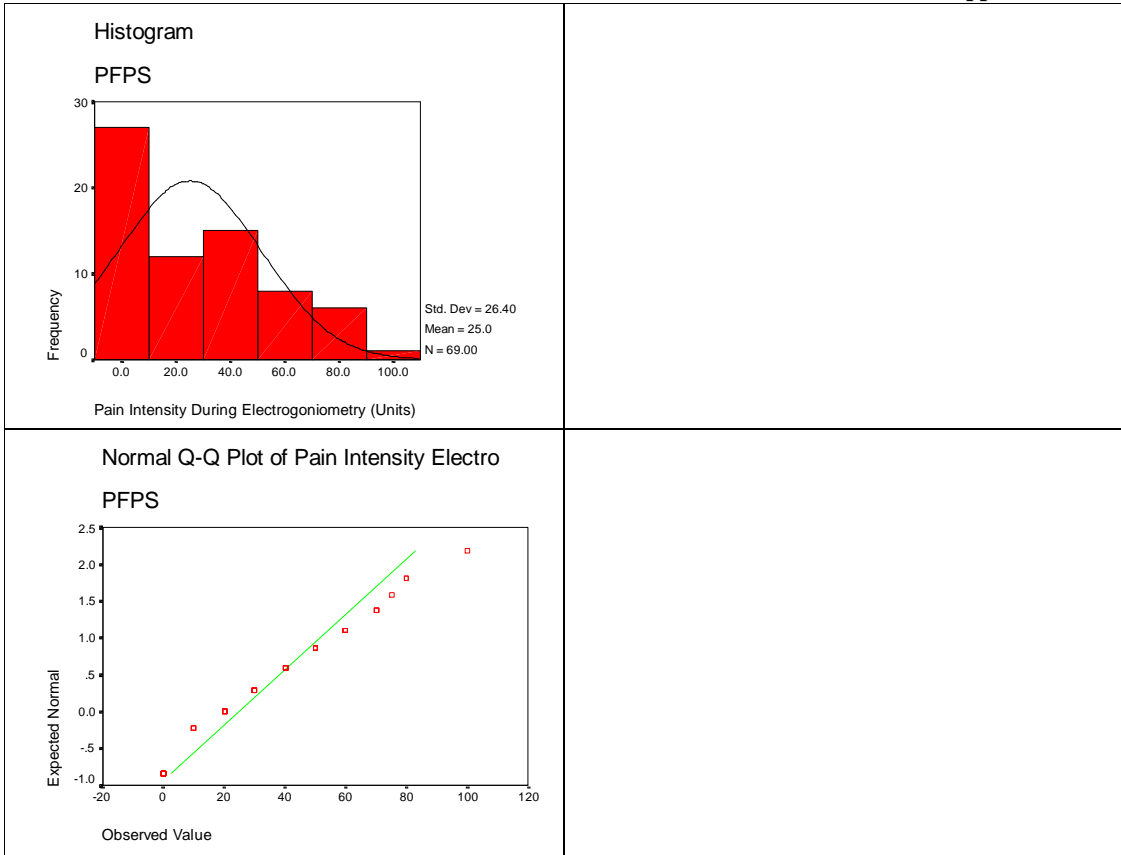 Histogram
PFPS
30
20
10
0
Frequency
0.0 20.0 40.0 60.0 80.0 100.0
Pain Intensity During Electrogoniometry (Units)
Std. Dev = 26.40
Mean = 25.0
N = 69.00
Normal Q-Q Plot of Pain Intensity Electro
PFPS
2.5
2.0
1.5
1.0
.5
0.0
-.5
-1.0
Expected Normal
-20 0 20 40 60 80 100 120
Observed Value